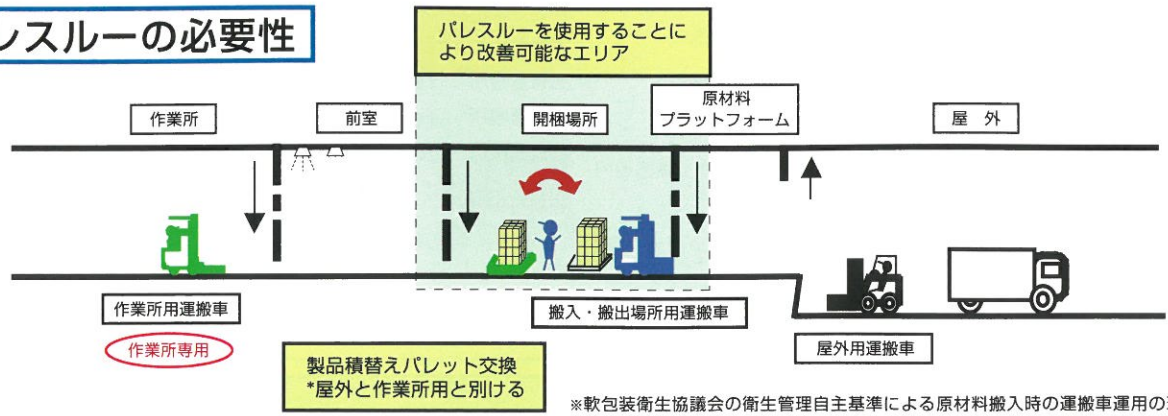 レスルーの必要性
パレスルーを使用することに
より改善可能なエリア
作業所
前室
開梱場所
原材料
プラットフォーム
屋 外
作業所用運搬車
作業所専用
搬入・搬出場所用運搬車
屋外用運搬車
製品積替えパレット交換
*屋外と作業所用と別ける
※軟包装衛生協議会の衛生管理自主基準による原材料搬入時の運搬車運用の